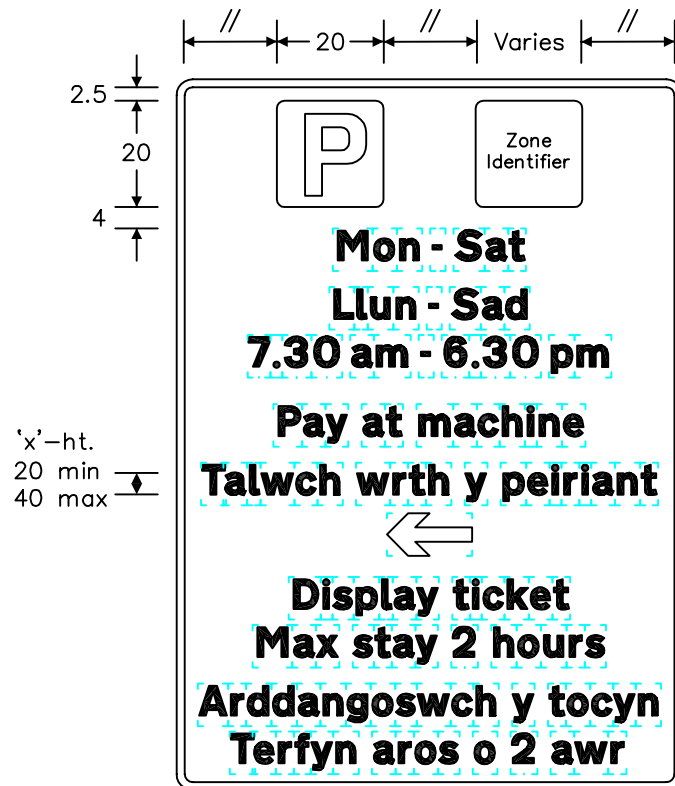 // 20 // Varies //
2.5
20
4
P
Zone
Identifier
Mon - Sat
Llun - Sad
7.30 am - 6.30 pm
Pay at machine
'x'-ht.
20 min
40 max
Talwch wrth y peiriant
Display ticket
Max stay 2 hours
Arddangoswch y tocyn
Terfyn aros o 2 awr